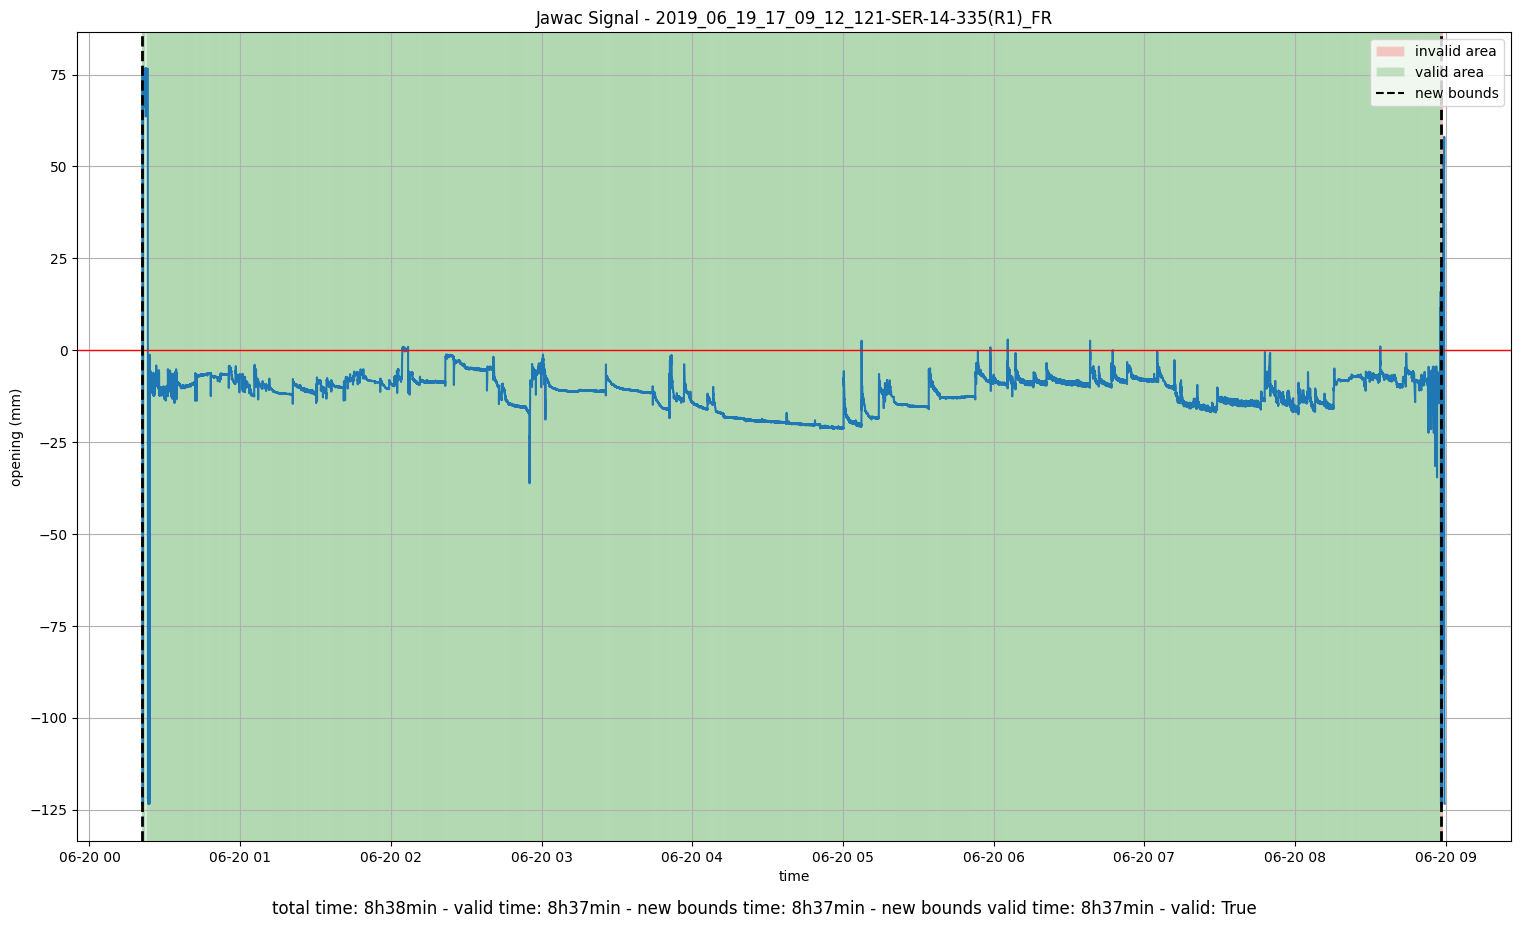 Jawac Signal - 2019_06_19_17_09_12_121-SER-14-335(R1)_FR
invalid area
valid area
new bounds
75
50
25
0
−25
−50
−75
−100
−125
opening (mm)
06-20 00
06-20 01
06-20 02
06-20 03
06-20 04
06-20 05
06-20 06
06-20 07
06-20 08
06-20 09
time
total time: 8h38min - valid time: 8h37min - new bounds time: 8h37min - new bounds valid time: 8h37min - valid: True